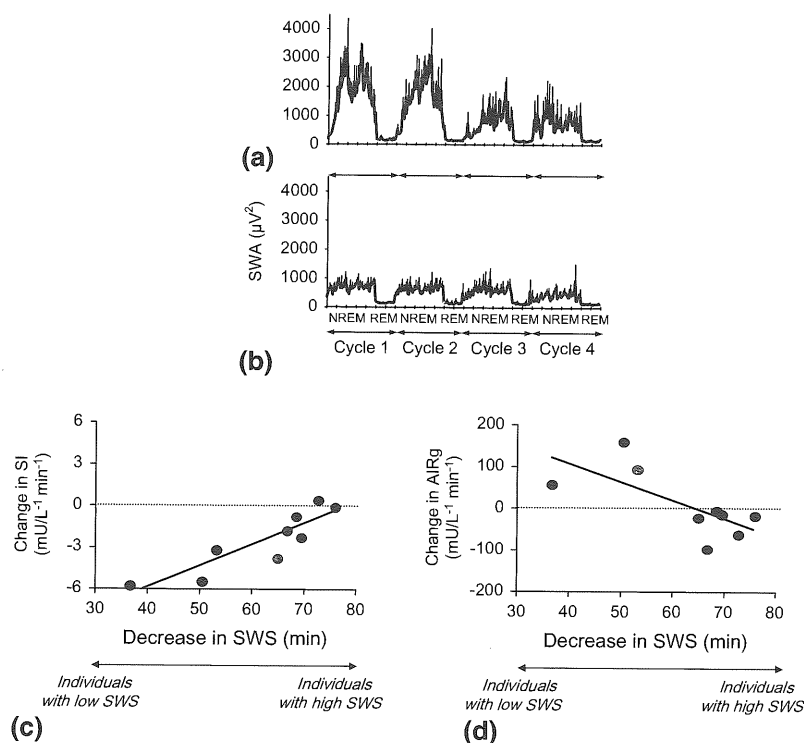 4000
3000
2000
1000
0
(a)
SWA (µV²)
4000
3000
2000
1000
0
NREM REM NREM REM NREM REM NREM REM
Cycle 1 Cycle 2 Cycle 3 Cycle 4
(b)
Change in SI
(mU/L⁻¹ min⁻¹)
6
3
0
-3
-6
30 40 50 60 70 80
Decrease in SWS (min)
Individuals
with low SWS
Individuals
with high SWS
(c)
Change in AIRg
(mU/L⁻¹ min⁻¹)
200
100
0
-100
-200
30 40 50 60 70 80
Decrease in SWS (min)
Individuals
with low SWS
Individuals
with high SWS
(d)